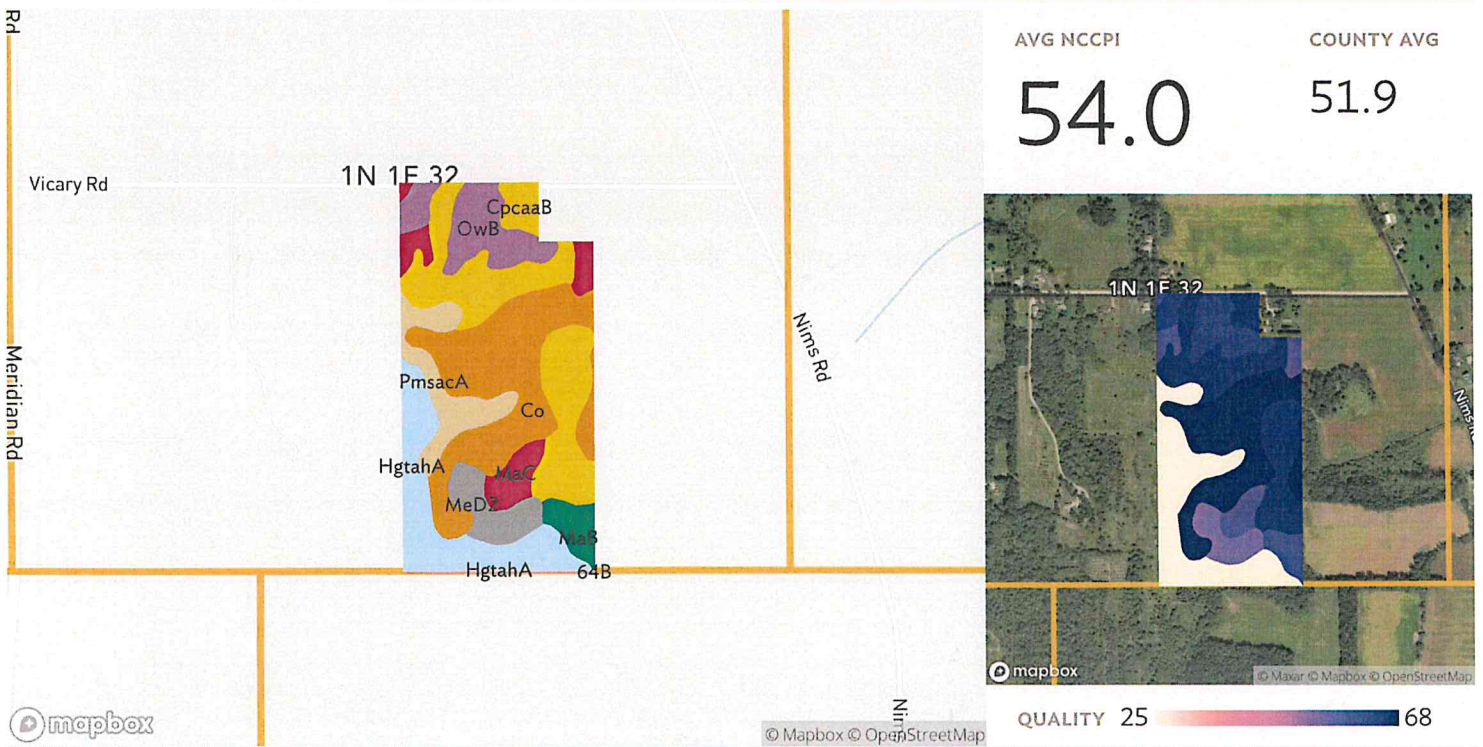 Rd
Vicary Rd
1N 1E 32
CpcaaB
OwB
Meridian Rd
Nims Rd
PmsacA
Co
HgtahA
MaC
MeD2
MaB
HgtahA
64B
Nims
mapbox
© Mapbox © OpenStreetMap
AVG NCCPI
COUNTY AVG
54.0
51.9
1N 1E 32
Nims
mapbox
© Maxar © Mapbox © OpenStreetMap
QUALITY 25 68